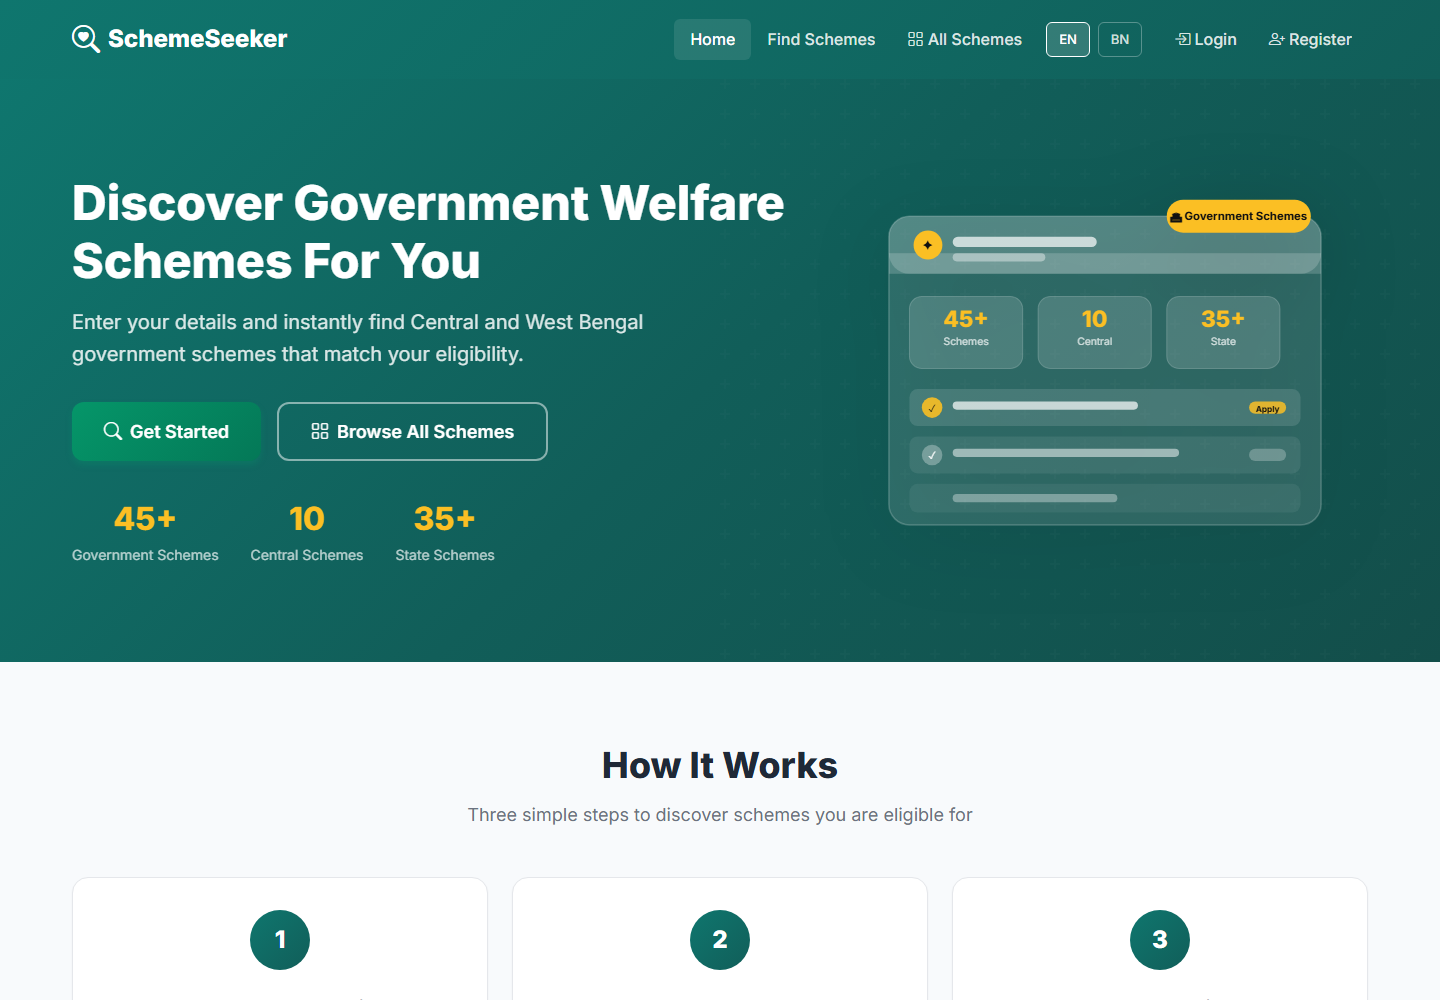 SchemeSeeker
Home
Find Schemes
All Schemes
EN
BN
Login
Register
Discover Government Welfare
Schemes For You
Enter your details and instantly find Central and West Bengal
government schemes that match your eligibility.
Get Started
Browse All Schemes
45+
Government Schemes
10
Central Schemes
35+
State Schemes
Government Schemes
45+
Schemes
10
Central
35+
State
Apply
How It Works
Three simple steps to discover schemes you are eligible for
1
2
3